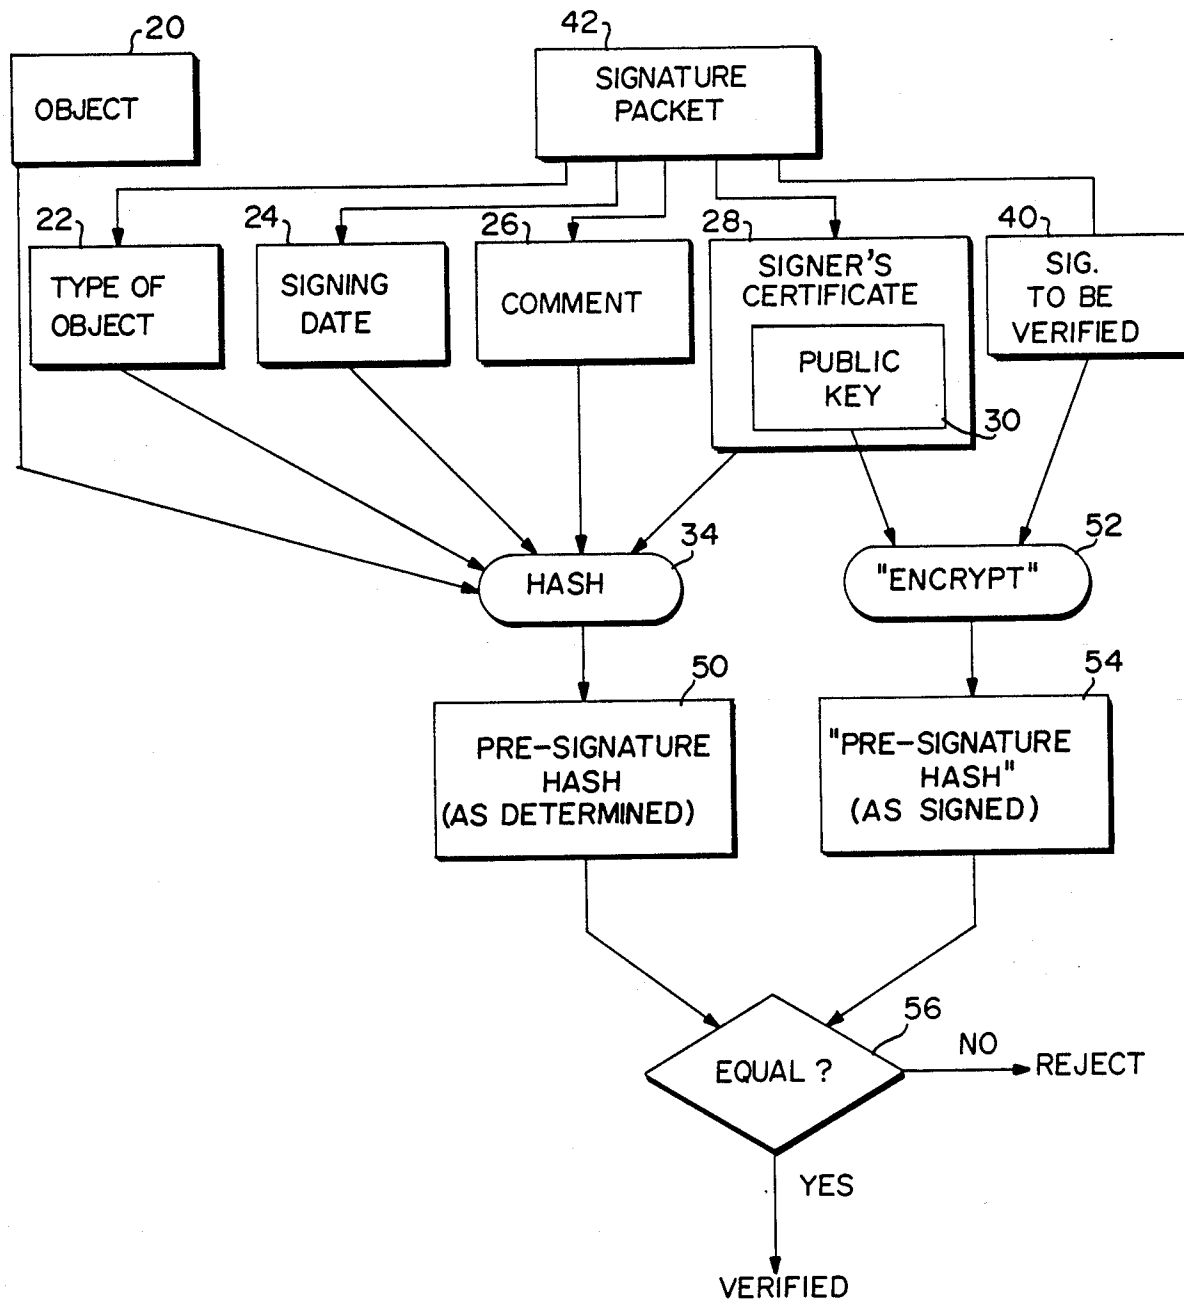 20
OBJECT
42
SIGNATURE
PACKET
22
TYPE OF
OBJECT
24
SIGNING
DATE
26
COMMENT
28
SIGNER'S
CERTIFICATE
PUBLIC
KEY
30
40
SIG.
TO BE
VERIFIED
34
HASH
52
"ENCRYPT"
50
PRE-SIGNATURE
HASH
(AS DETERMINED)
54
"PRE-SIGNATURE
HASH"
(AS SIGNED)
56
EQUAL ?
NO
REJECT
YES
VERIFIED